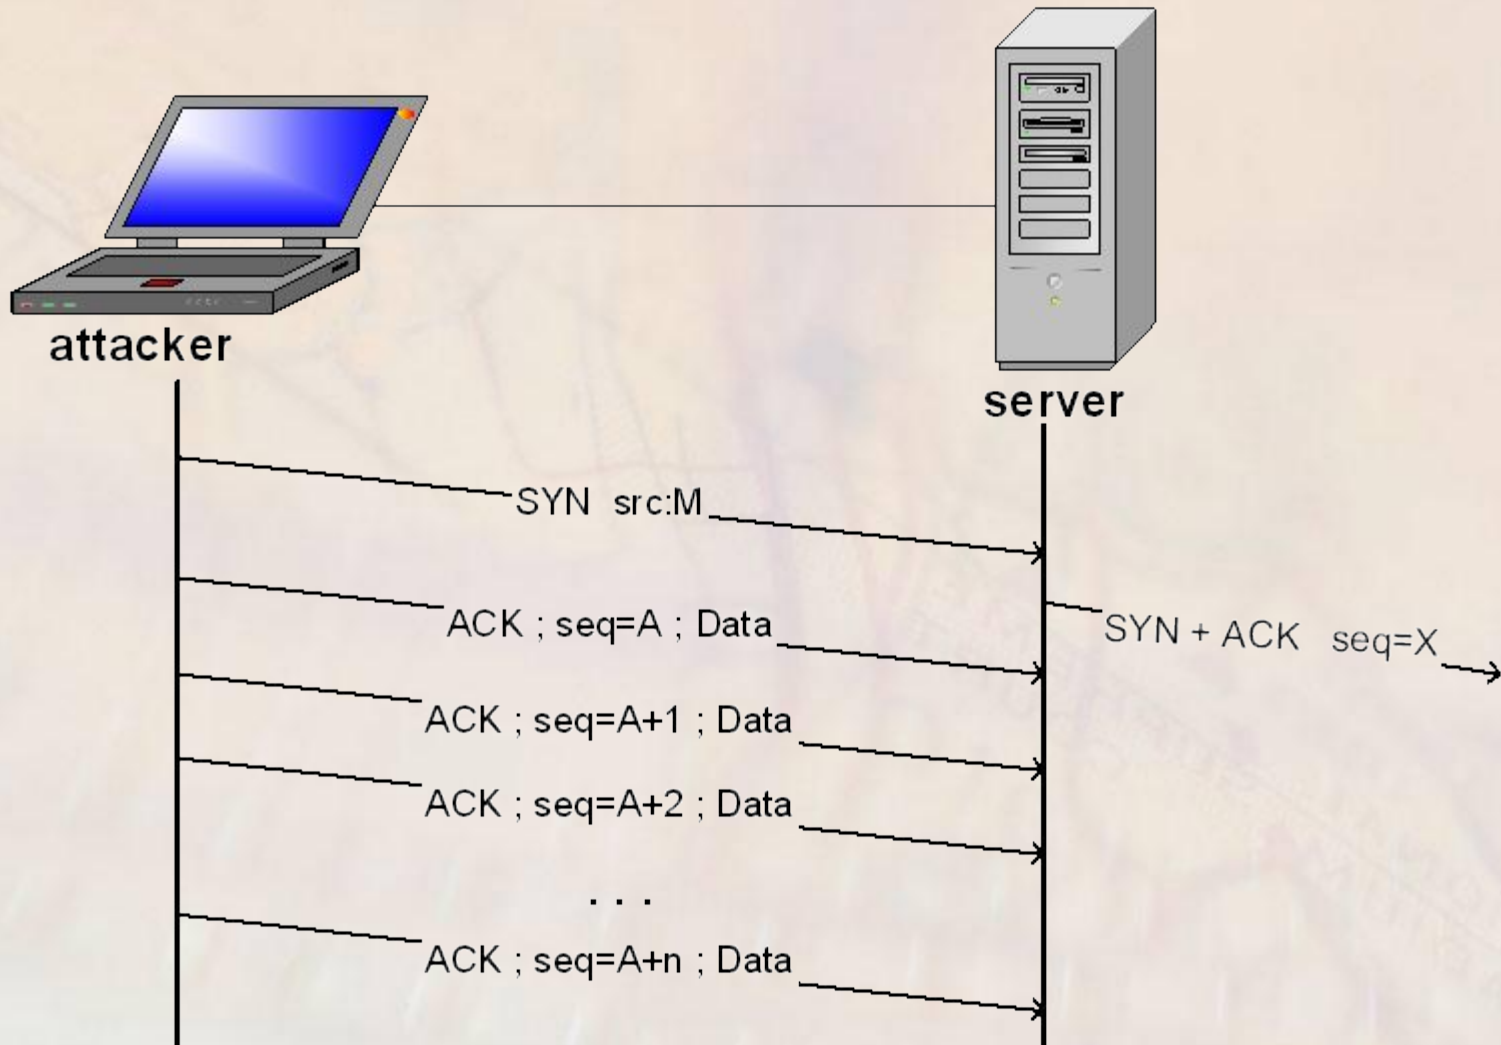 attacker
server
SYN src:M
ACK ; seq=A ; Data
SYN + ACK seq=X
ACK ; seq=A+1 ; Data
ACK ; seq=A+2 ; Data
. . .
ACK ; seq=A+n ; Data